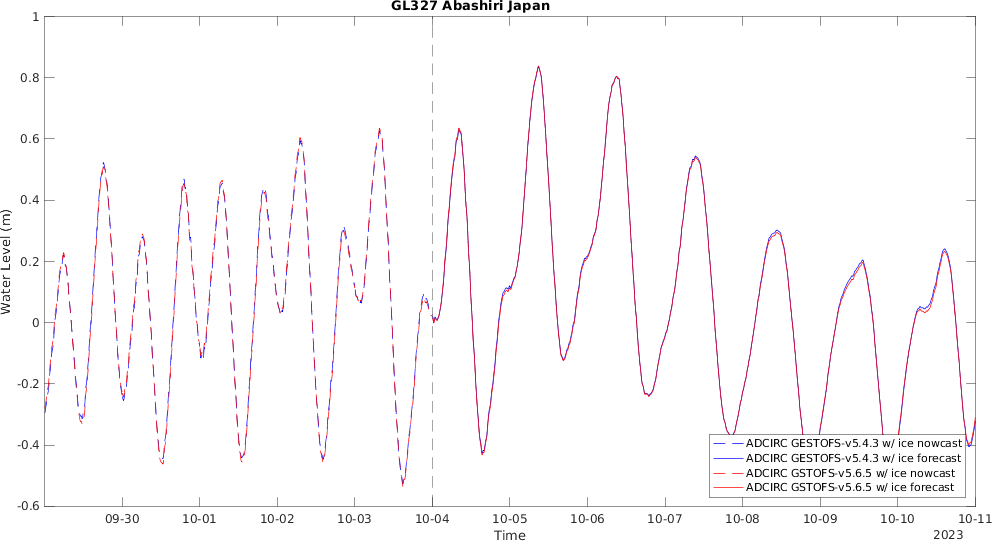 GL327 Abashiri Japan
1
0.8
0.6
0.4
0.2
0
-0.2
-0.4
-0.6
Water Level (m)
ADCIRC GESTOFS-v5.4.3 w/ ice nowcast
ADCIRC GESTOFS-v5.4.3 w/ ice forecast
ADCIRC GSTOFS-v5.6.5 w/ ice nowcast
ADCIRC GSTOFS-v5.6.5 w/ ice forecast
09-30 10-01 10-02 10-03 10-04 10-05 10-06 10-07 10-08 10-09 10-10 10-11
Time 2023